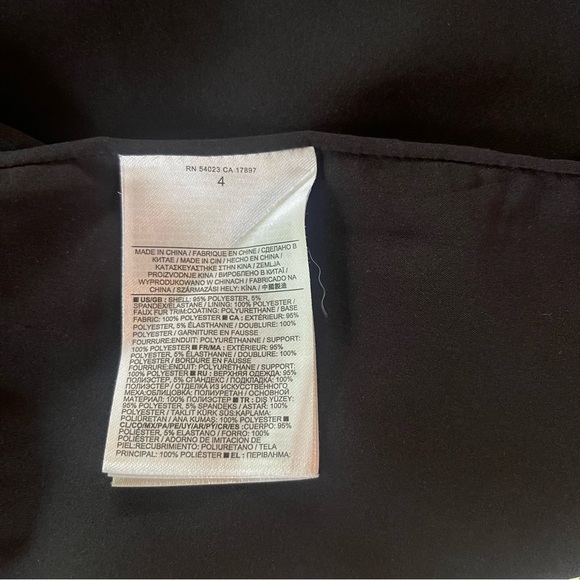 RN 54023 CA 17897
4
MADE IN CHINA / FABRIQUE EN CHINE / СДЕЛАНО В
КИТАЕ / MADE IN CIN / HECHO EN CHINA /
ΚΑΤΑΣΚΕΥΑΣΤΗΚΕ ΣΤΗΝ ΚΙΝΑ / ZEMLJA
PROIZVODNJE KINA / ВИРОБЛЕНО В КИТАЇ /
WYPRODUKOWANO W CHINACH / FABRICADO NA
CHINA / SZÁRMAZÁSI HELY: KÍNA / 中國製造
US/GB : SHELL: 95% POLYESTER, 5%
SPANDEX/ELASTANE / LINING: 100% POLYESTER /
FAUX FUR TRIM:COATING: POLYURETHANE / BASE
FABRIC: 100% POLYESTER ■ CA : EXTÉRIEUR: 95%
POLYESTER, 5% ÉLASTHANNE / DOUBLURE: 100%
POLYESTER / GARNITURE EN FAUSSE
FOURRURE:ENDUIT: POLYURÉTHANNE / SUPPORT:
100% POLYESTER ■ FR/MA : EXTÉRIEUR: 95%
POLYESTER, 5% ÉLASTHANNE / DOUBLURE: 100%
POLYESTER / BORDURE EN FAUSSE
FOURRURE:ENDUIT: POLYURÉTHANE / SUPPORT:
100% POLYESTER ■ RU : ВЕРХНЯЯ ОДЕЖДА: 95%
ПОЛИЭСТЕР, 5% СПАНДЕКС / ПОДКЛАДКА: 100%
ПОЛИЭСТЕР / ОТДЕЛКА ИЗ ИСКУССТВЕННОГО
МЕХА:ОБЛОЖКА: ПОЛИУРЕТАН / ОСНОВНОЙ
МАТЕРИАЛ: 100% ПОЛИЭСТЕР ■ TR : DIŞ YÜZEY:
95% POLYESTER, 5% SPANDEKS / ASTAR: 100%
POLYESTER / TAKLIT KÜRK SÜS:KAPLAMA:
POLIÜRETAN / ANA KUMAS: 100% POLYESTER ■
CL/CO/MX/PA/PE/UY/AR/PY/CR/ES :CUERPO: 95%
POLIÉSTER, 5% ELASTANO / FORRO: 100%
POLIÉSTER / ADORNO DE IMITACION DE
PIEL:RECUBRIMIENTO: POLIURETANO / TELA
PRINCIPAL: 100% POLIÉSTER ■ EL : ΠΕΡΙΒΛΗΜΑ: